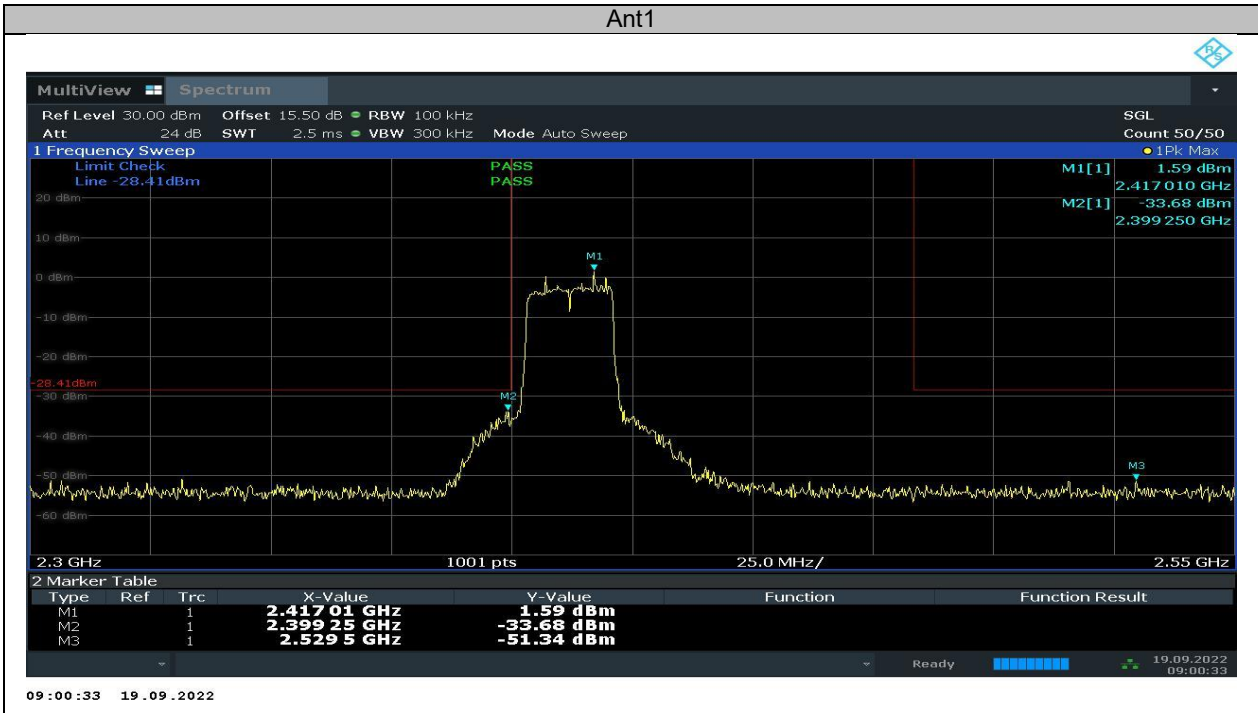 Ant1
R&S
MultiView Spectrum
Ref Level 30.00 dBm Offset 15.50 dB RBW 100 kHz SGL
Att 24 dB SWT 2.5 ms VBW 300 kHz Mode Auto Sweep Count 50/50
1 Frequency Sweep 1Pk Max
Limit Check PASS M1[1] 1.59 dBm
Line -28.41dBm PASS 2.417 010 GHz
20 dBm M2[1] -33.68 dBm
2.399 250 GHz
10 dBm
M1
0 dBm
-10 dBm
-20 dBm
-28.41dBm
-30 dBm M2
-40 dBm
M3
-50 dBm
-60 dBm
2.3 GHz 1001 pts 25.0 MHz/ 2.55 GHz
2 Marker Table
Type Ref Trc X-Value Y-Value Function Function Result
M1 1 2.417 01 GHz 1.59 dBm
M2 1 2.399 25 GHz -33.68 dBm
M3 1 2.529 5 GHz -51.34 dBm
Ready 19.09.2022
09:00:33
09:00:33 19.09.2022